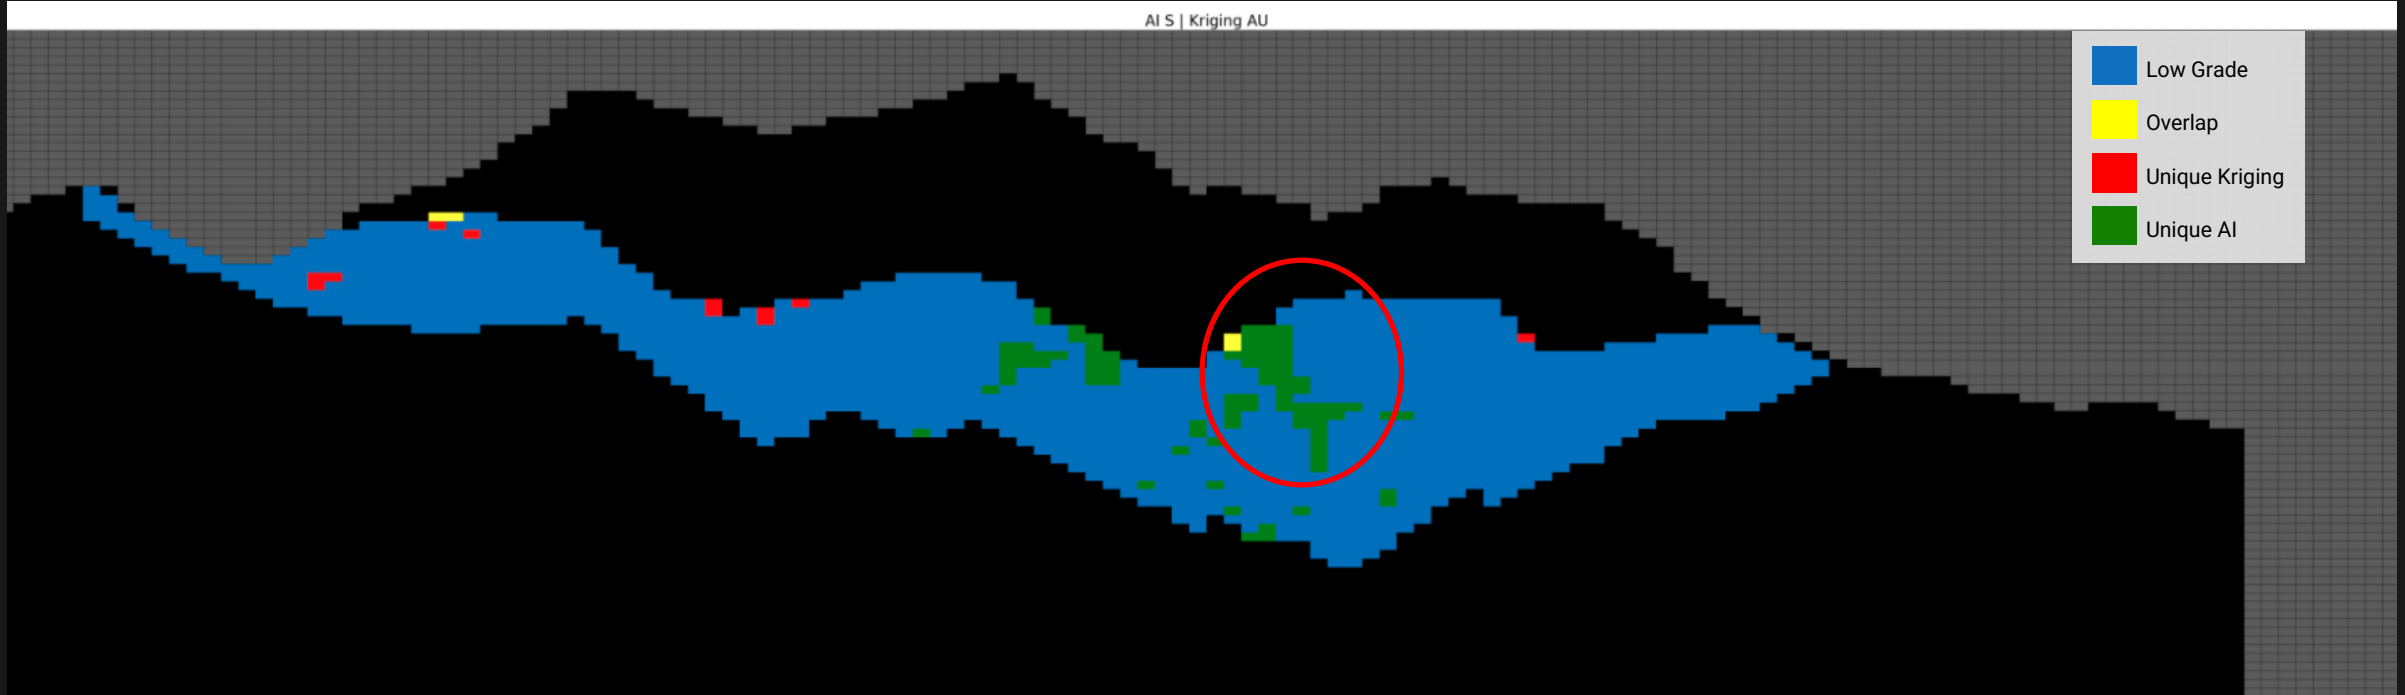 AI S | Kriging AU
Low Grade
Overlap
Unique Kriging
Unique AI